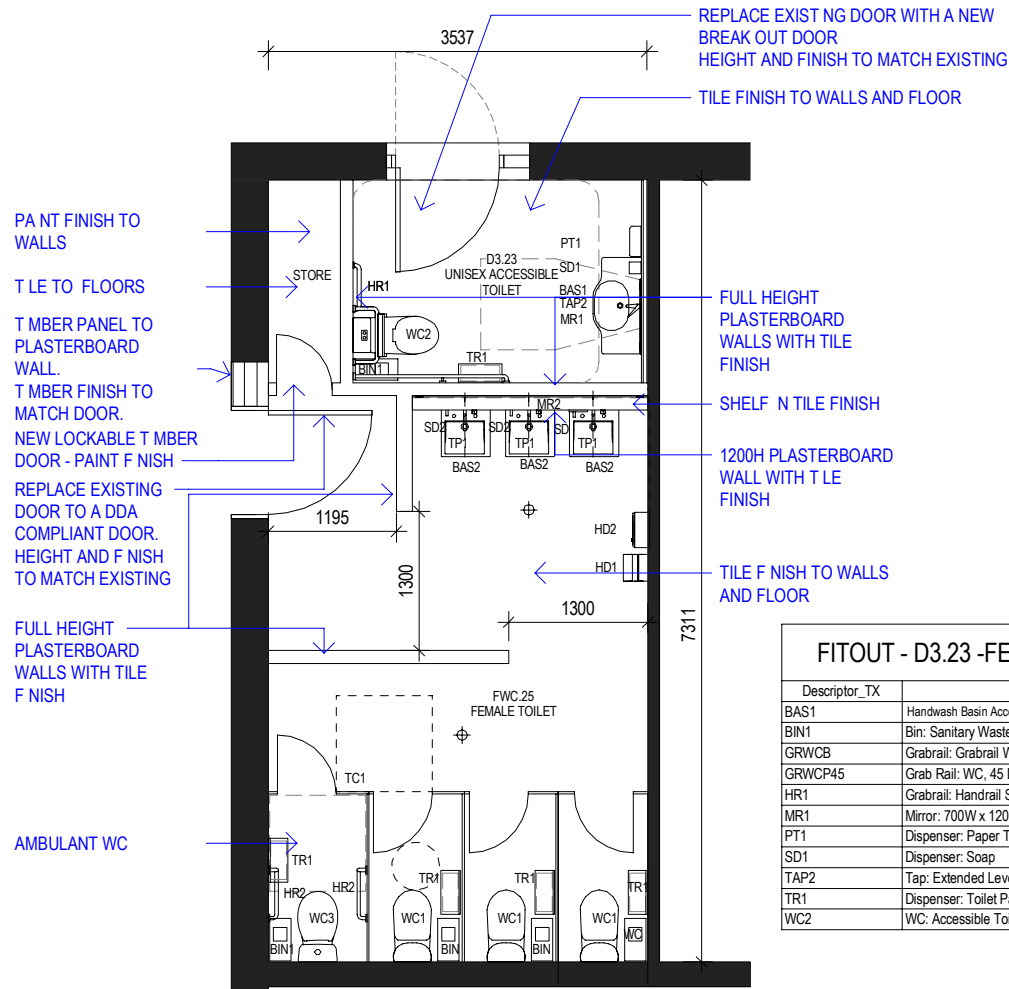 3537
REPLACE EXIST NG DOOR WITH A NEW
BREAK OUT DOOR
HEIGHT AND FINISH TO MATCH EXISTING
TILE FINISH TO WALLS AND FLOOR
PA NT FINISH TO
WALLS
T LE TO FLOORS
T MBER PANEL TO
PLASTERBOARD
WALL.
T MBER FINISH TO
MATCH DOOR.
NEW LOCKABLE T MBER
DOOR - PAINT F NISH
REPLACE EXISTING
DOOR TO A DDA
COMPLIANT DOOR.
HEIGHT AND F NISH
TO MATCH EXISTING
FULL HEIGHT
PLASTERBOARD
WALLS WITH TILE
F NISH
AMBULANT WC
STORE
HR1
D3.23
UNISEX ACCESSIBLE
TOILET
PT1
SD1
BAS1
TAP2
MR1
WC2
BIN1
TR1
FULL HEIGHT
PLASTERBOARD
WALLS WITH TILE
FINISH
SHELF N TILE FINISH
1200H PLASTERBOARD
WALL WITH T LE
FINISH
TILE F NISH TO WALLS
AND FLOOR
MR2
SD2
SD2
SD
TP1
TP1
TP1
BAS2
BAS2
BAS2
1195
1300
1300
7311
HD2
HD1
FWC.25
FEMALE TOILET
TC1
TR1
HR2
HR2
TR1
TR1
TR1
WC3
WC1
WC1
WC1
BIN1
BIN
BIN
WC
FITOUT - D3.23 -FE
Descriptor_TX
BAS1 Handwash Basin Acc
BIN1 Bin: Sanitary Waste
GRWCB Grabrail: Grabrail W
GRWCP45 Grab Rail: WC, 45
HR1 Grabrail: Handrail S
MR1 Mirror: 700W x 120
PT1 Dispenser: Paper T
SD1 Dispenser: Soap
TAP2 Tap: Extended Leve
TR1 Dispenser: Toilet Pa
WC2 WC: Accessible Toi